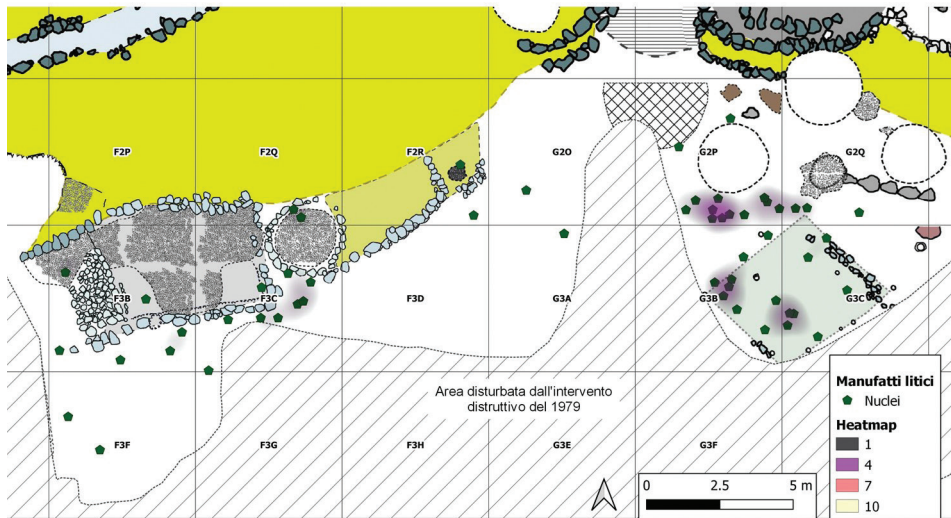 F2P
F2Q
F2R
G2O
G2P
G2Q
F3B
F3C
F3D
G3A
G3B
G3C
Area disturbata dall'intervento
distruttivo del 1979
F3F
F3G
F3H
G3E
G3F
Manufatti litici
Nuclei
Heatmap
1
4
7
10
0
2.5
5 m